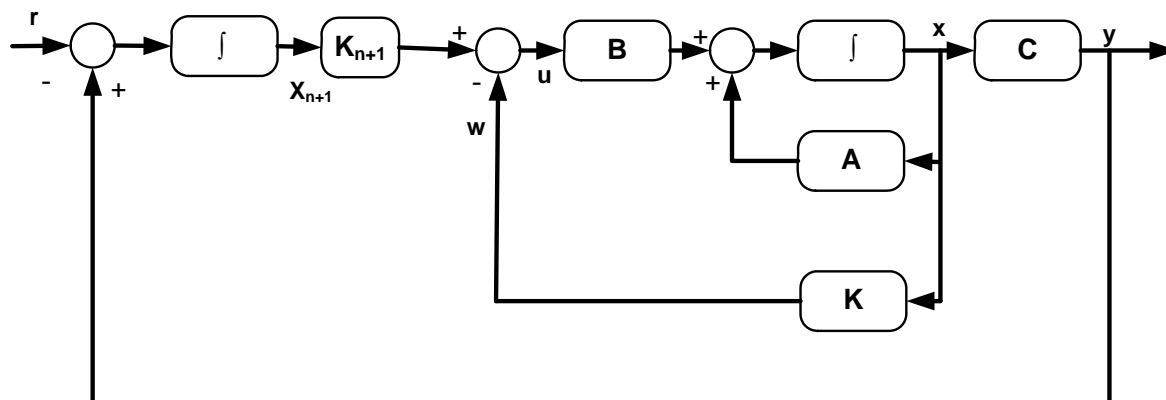 r
-
+
∫
X_{n+1}
K_{n+1}
+
-
w
u
B
+
+
∫
x
C
y
A
K